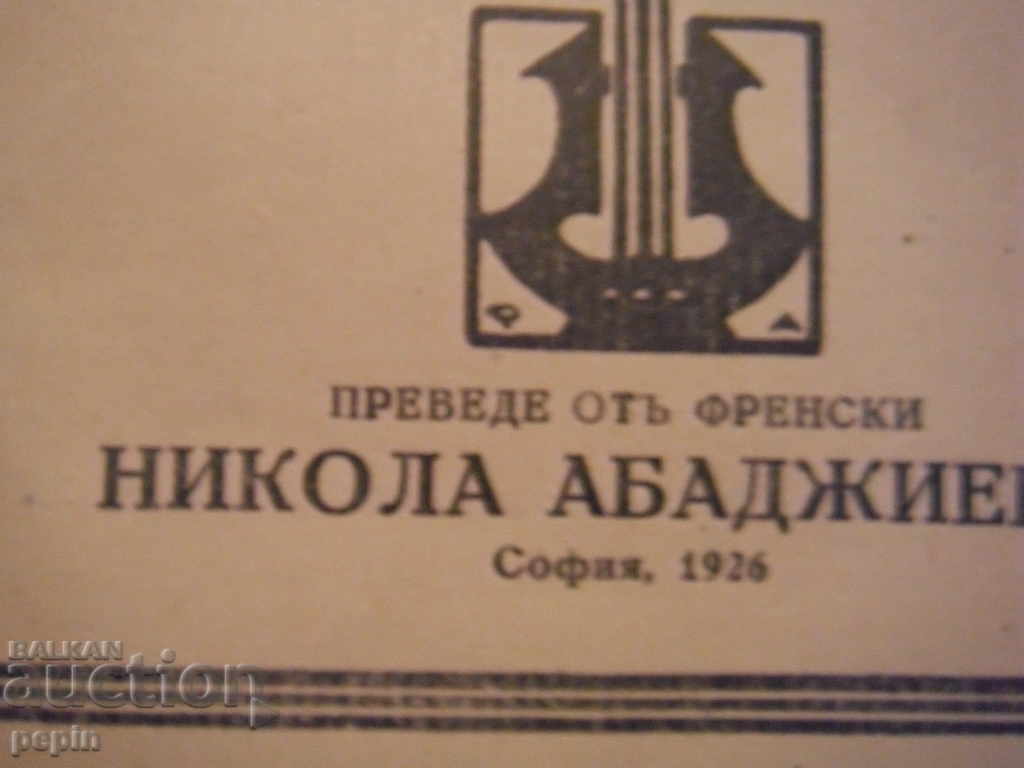 ПРЕВЕДЕ ОТЪ ФРЕНСКИ
НИКОЛА АБАДЖИЕ
София, 1926
BALKAN
auction
pepin